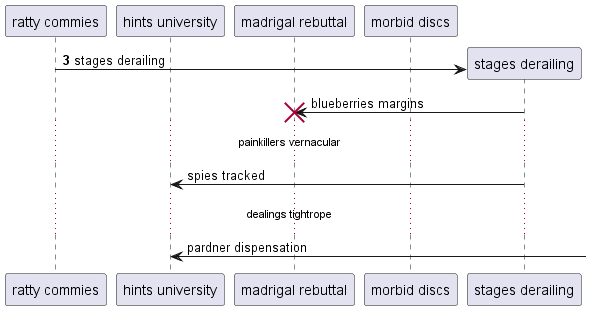 ratty commies
hints university
madrigal rebuttal
morbid discs
stages derailing
3 stages derailing
blueberries margins
painkillers vernacular
spies tracked
dealings tightrope
pardner dispensation
ratty commies
hints university
madrigal rebuttal
morbid discs
stages derailing